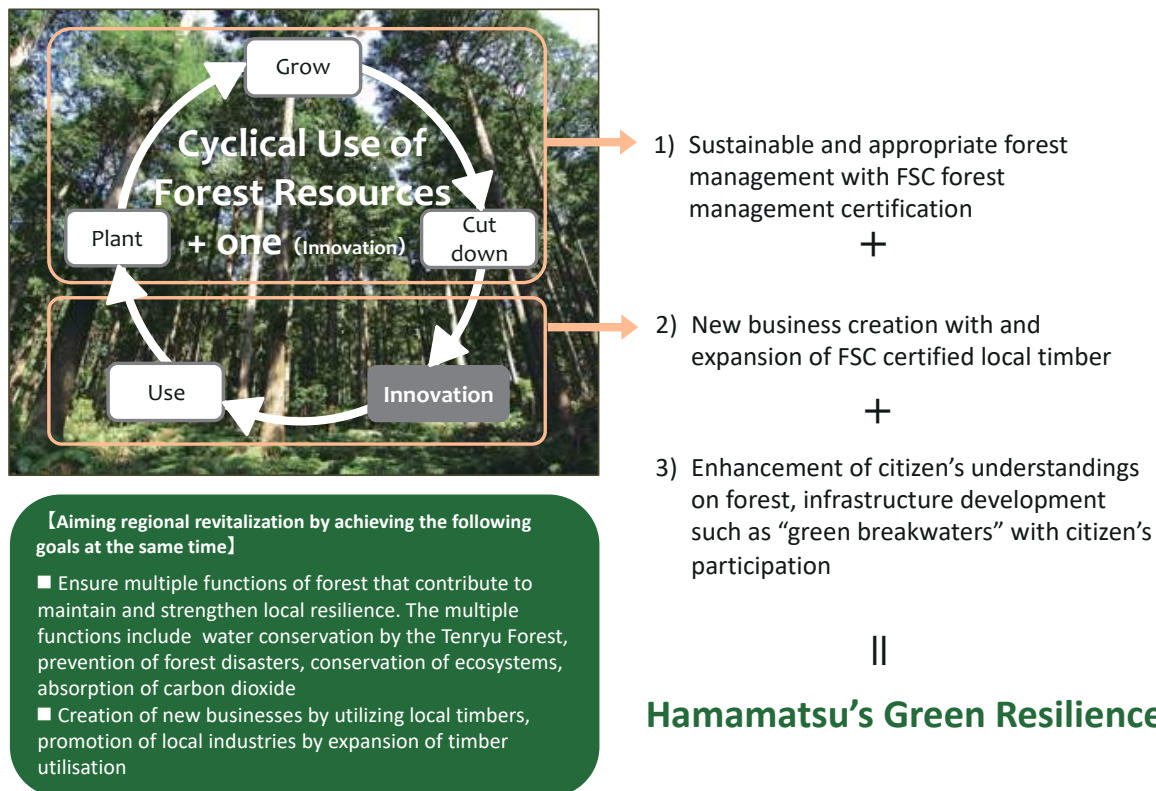 Grow
Cyclical Use of
Forest Resources
+ one (Innovation)
Plant
Cut
down
Use
Innovation
1) Sustainable and appropriate forest
management with FSC forest
management certification
+
2) New business creation with and
expansion of FSC certified local timber
+
3) Enhancement of citizen's understandings
on forest, infrastructure development
such as “green breakwaters” with citizen's
participation
=
Hamamatsu's Green Resilience
【Aiming regional revitalization by achieving the following
goals at the same time】
■ Ensure multiple functions of forest that contribute to
maintain and strengthen local resilience. The multiple
functions include water conservation by the Tenryu Forest,
prevention of forest disasters, conservation of ecosystems,
absorption of carbon dioxide
■ Creation of new businesses by utilizing local timbers,
promotion of local industries by expansion of timber
utilisation